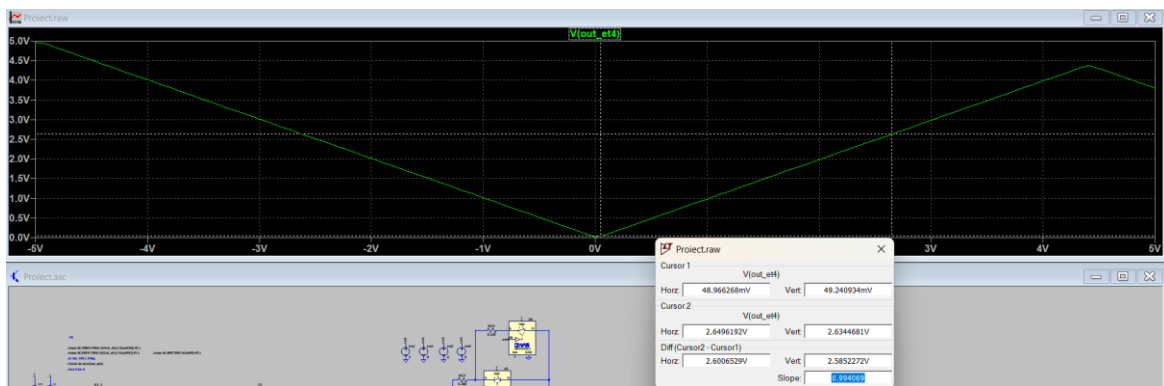 Proiect.raw
V(out_et4)
5.0V
4.5V
4.0V
3.5V
3.0V
2.5V
2.0V
1.5V
1.0V
0.5V
0.0V
-5V -4V -3V -2V -1V 0V 3V 4V 5V
Proiect.raw
Cursor 1
V(out_et4)
Horz: 48.966268mV Vert: 49.240934mV
Cursor 2
V(out_et4)
Horz: 2.6496192V Vert: 2.6344681V
Diff (Cursor2 - Cursor1)
Horz: 2.6006529V Vert: 2.5852272V
Slope: 0.994069
Proiect.asc